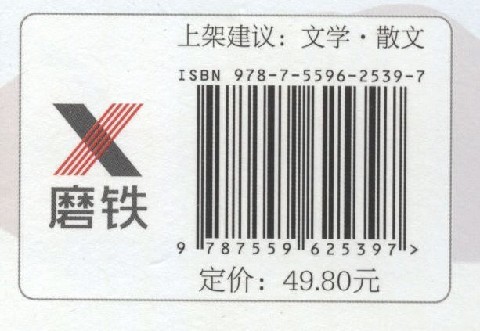 上架建议：文学·散文
ISBN 978-7-5596-2539-7
磨铁
9 787559 625397 >
定价：49.80元